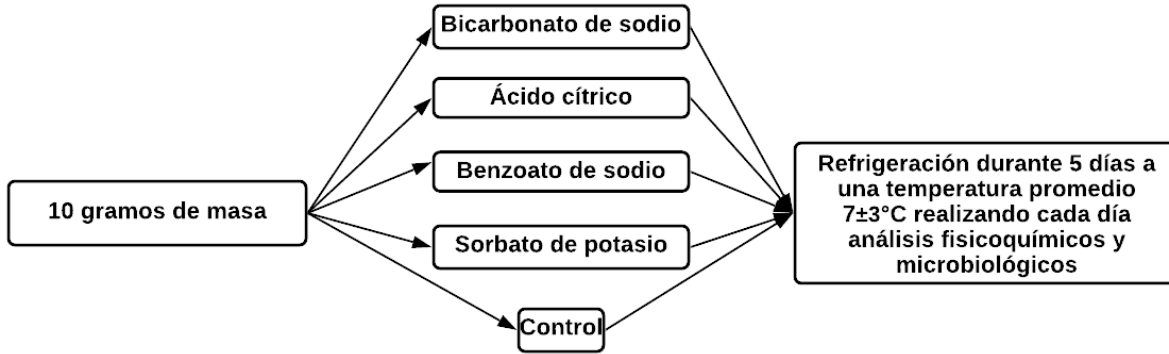 10 gramos de masa
Bicarbonato de sodio
Ácido cítrico
Benzoato de sodio
Sorbato de potasio
Control
Refrigeración durante 5 días a
una temperatura promedio
7±3°C realizando cada día
análisis fisicoquímicos y
microbiológicos